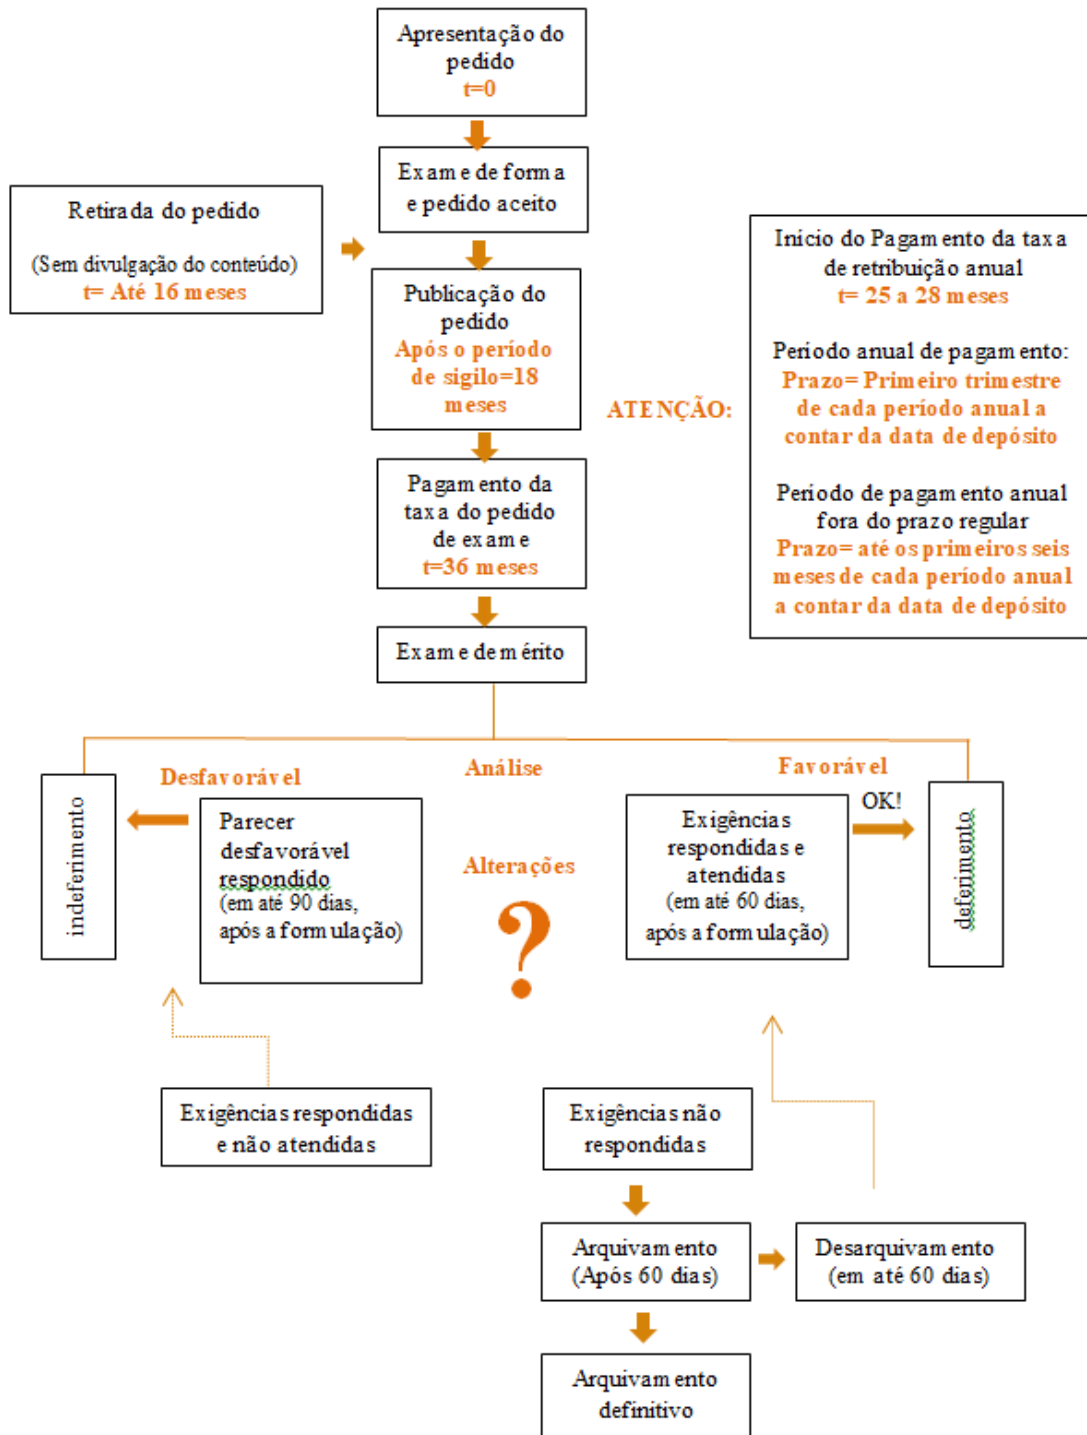 Apresentação do
pedido
t=0
Exame de forma
e pedido aceito
Retirada do pedido
(Sem divulgação do conteúdo)
t= Até 16 meses
Publicação do
pedido
Após o período
de sigilo=18
meses
ATENÇÃO:
Início do Pagamento da taxa
de retribuição anual
t= 25 a 28 meses
Período anual de pagamento:
Prazo= Primeiro trimestre
de cada período anual a
contar da data de depósito
Período de pagamento anual
fora do prazo regular
Prazo= até os primeiros seis
meses de cada período anual
a contar da data de depósito
Pagamento da
taxa do pedido
de exame
t=36 meses
Exame de mérito
Desfavorável
Análise
Favorável
indeferimento
Parecer
desfavorável
respondido
(em até 90 dias,
após a formulação)
Alterações
?
Exigências
respondidas e
atendidas
(em até 60 dias,
após a formulação)
OK!
deferimento
Exigências respondidas
e não atendidas
Exigências não
respondidas
Arquivamento
(Após 60 dias)
Desarquivamento
(em até 60 dias)
Arquivamento
definitivo